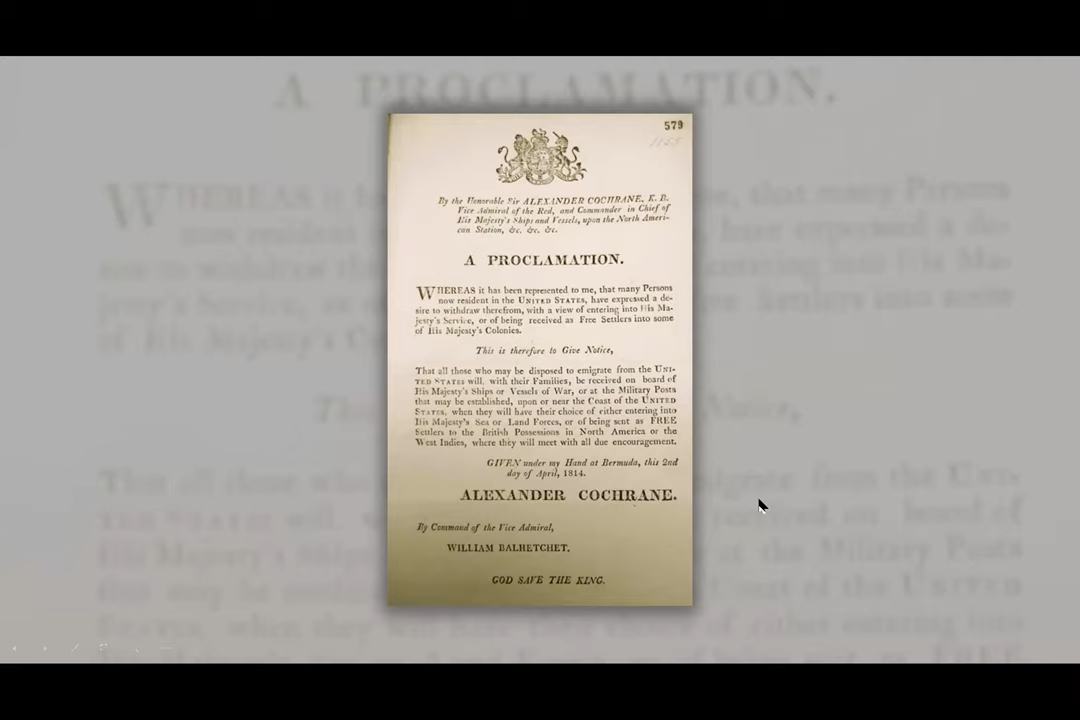 579
1155
By the Honorable Sir ALEXANDER COCHRANE, K. B.
Vice Admiral of the Red, and Commander in Chief of
His Majesty's Ships and Vessels, upon the North Ameri-
can Station, &c. &c. &c.
A PROCLAMATION.
WHEREAS it has been represented to me, that many Persons
now resident in the UNITED STATES, have expressed a de-
sire to withdraw therefrom, with a view of entering into His Ma-
jesty's Service, or of being received as Free Settlers into some
of His Majesty's Colonies.
This is therefore to Give Notice,
That all those who may be disposed to emigrate from the UNI-
TED STATES will, with their Families, be received on board of
His Majesty's Ships or Vessels of War, or at the Military Posts
that may be established, upon or near the Coast of the UNITED
STATES, when they will have their choice of either entering into
His Majesty's Sea or Land Forces, or of being sent as FREE
Settlers to the British Possessions in North America or the
West Indies, where they will meet with all due encouragement.
GIVEN under my Hand at Bermuda, this 2nd
day of April, 1814.
ALEXANDER COCHRANE.
By Command of the Vice Admiral,
WILLIAM BALHETCHET.
GOD SAVE THE KING.